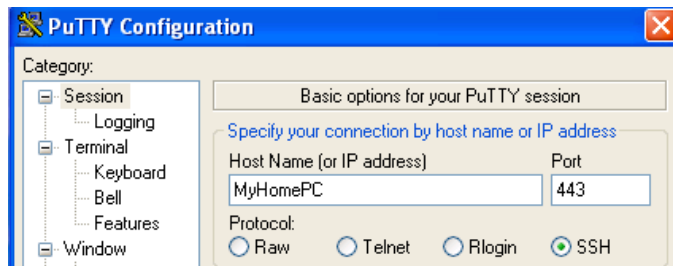 PuTTY Configuration
Category:
Session
Logging
Terminal
Keyboard
Bell
Features
Window
Basic options for your PuTTY session
Specify your connection by host name or IP address
Host Name (or IP address) Port
MyHomePC 443
Protocol:
Raw Telnet Rlogin SSH